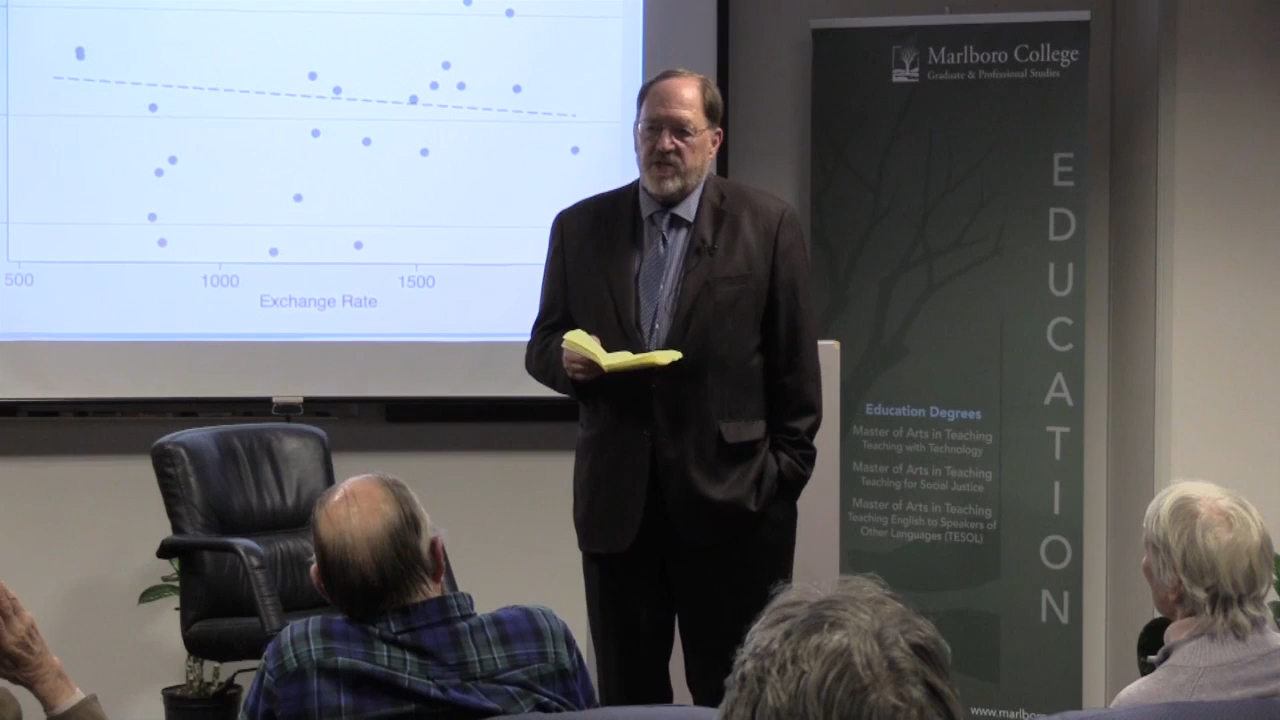 500
1000
1500
Exchange Rate
Marlboro College
Graduate & Professional Studies
EDUCATION
Education Degrees
Master of Arts in Teaching
Teaching with Technology
Master of Arts in Teaching
Teaching for Social Justice
Master of Arts in Teaching
Teaching English to Speakers of
Other Languages (TESOL)
www.marlbo